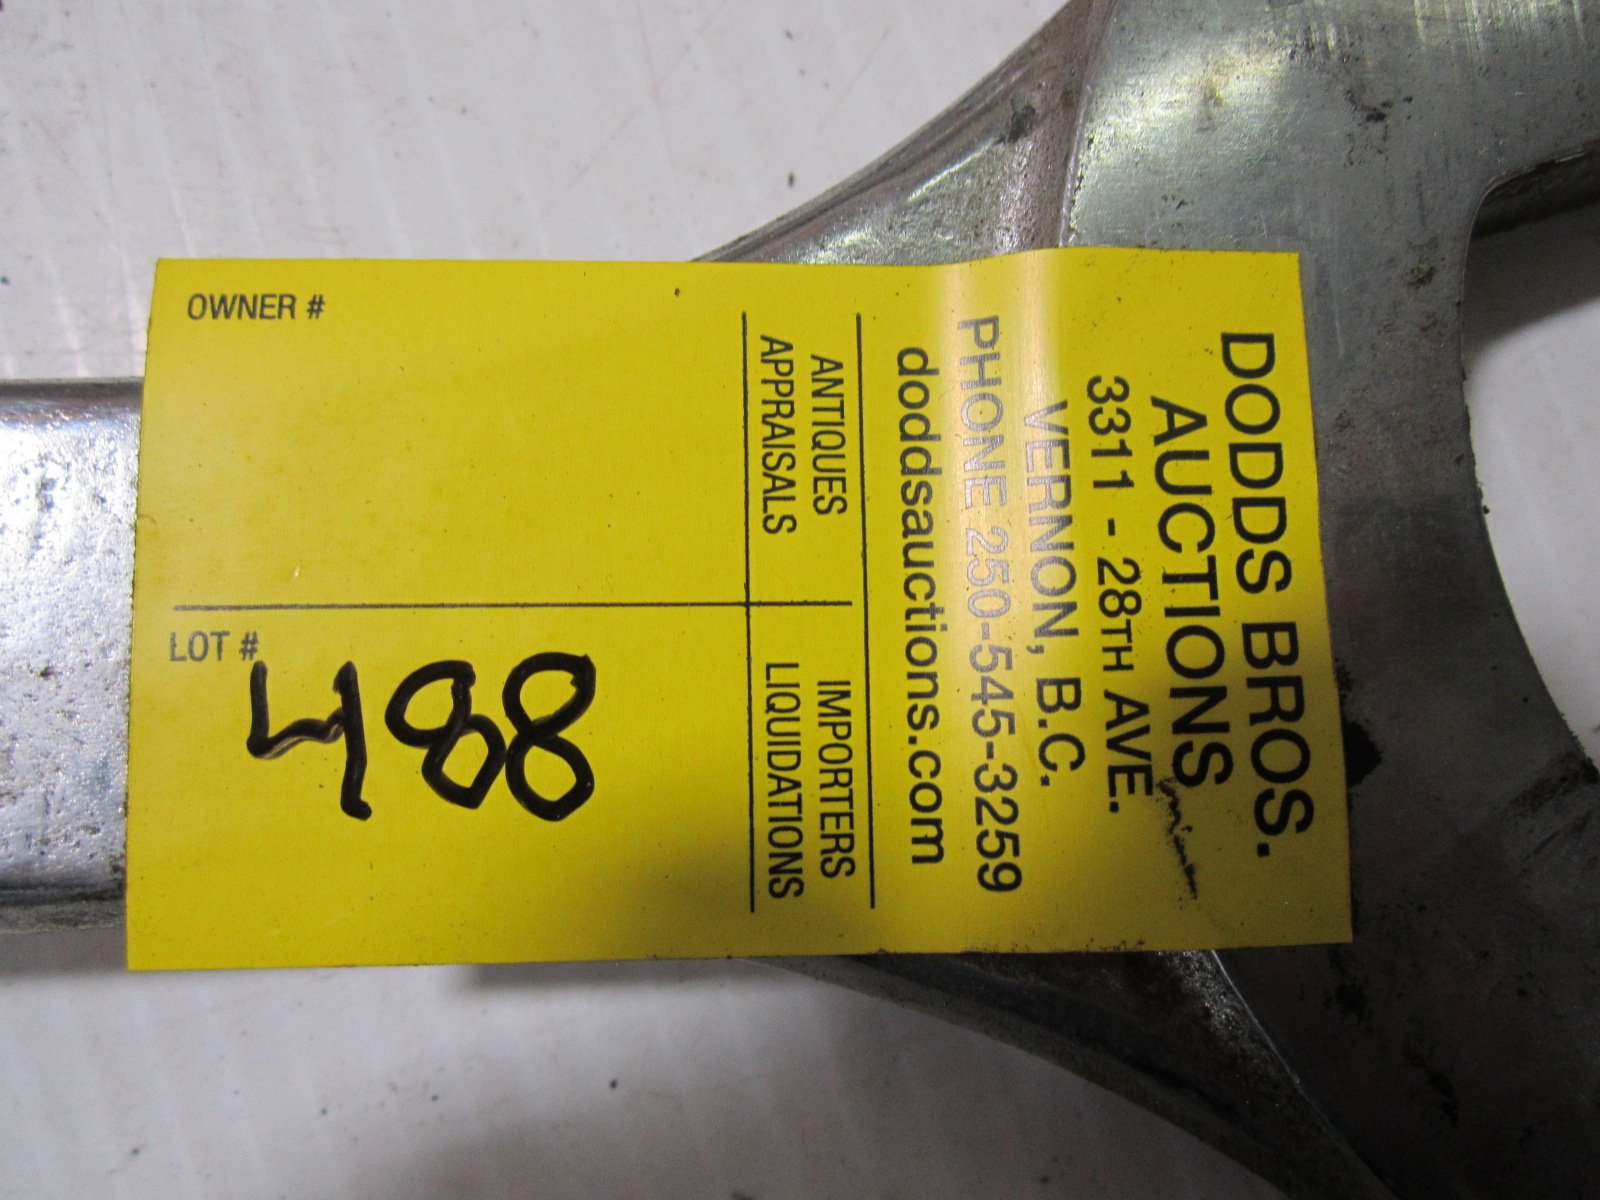 DODDS BROS.
AUCTIONS
3311 - 28TH AVE.
VERNON, B.C.
PHONE 250-545-3259
doddsauctions.com
ANTIQUES
APPRAISALS
IMPORTERS
LIQUIDATIONS
OWNER #
LOT #
488